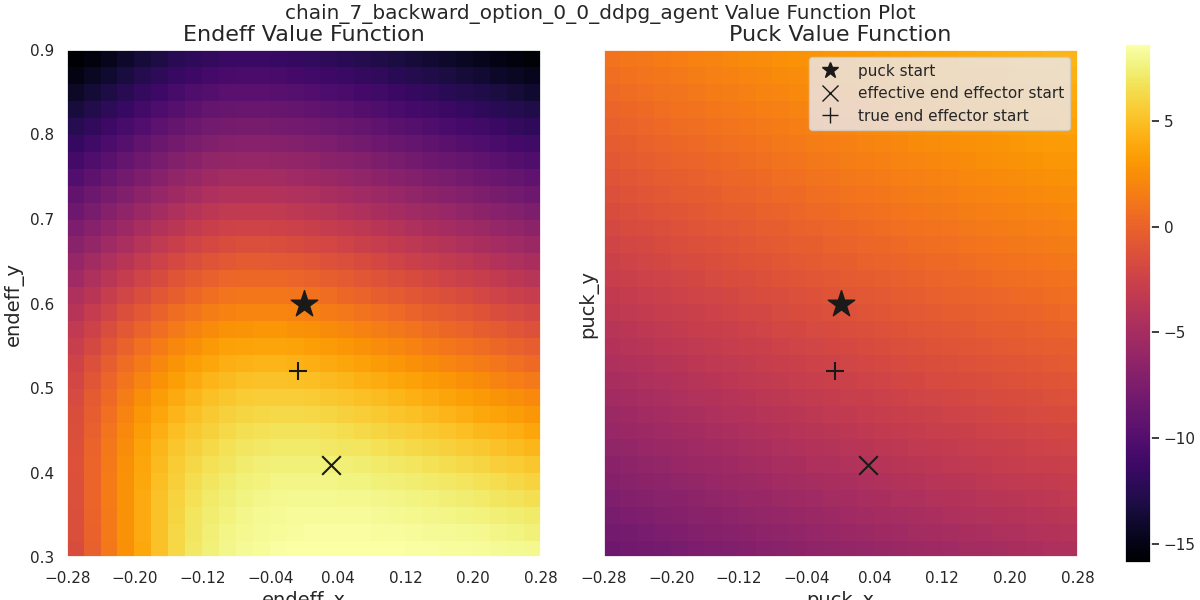 chain_7_backward_option_0_0_ddpg_agent Value Function Plot
Endeff Value Function
0.9
0.8
0.7
0.6
0.5
0.4
0.3
endeff_y
−0.28 −0.20 −0.12 −0.04 0.04 0.12 0.20 0.28
endeff_x
Puck Value Function
puck start
effective end effector start
true end effector start
puck_y
−0.28 −0.20 −0.12 −0.04 0.04 0.12 0.20 0.28
puck_x
5
0
−5
−10
−15